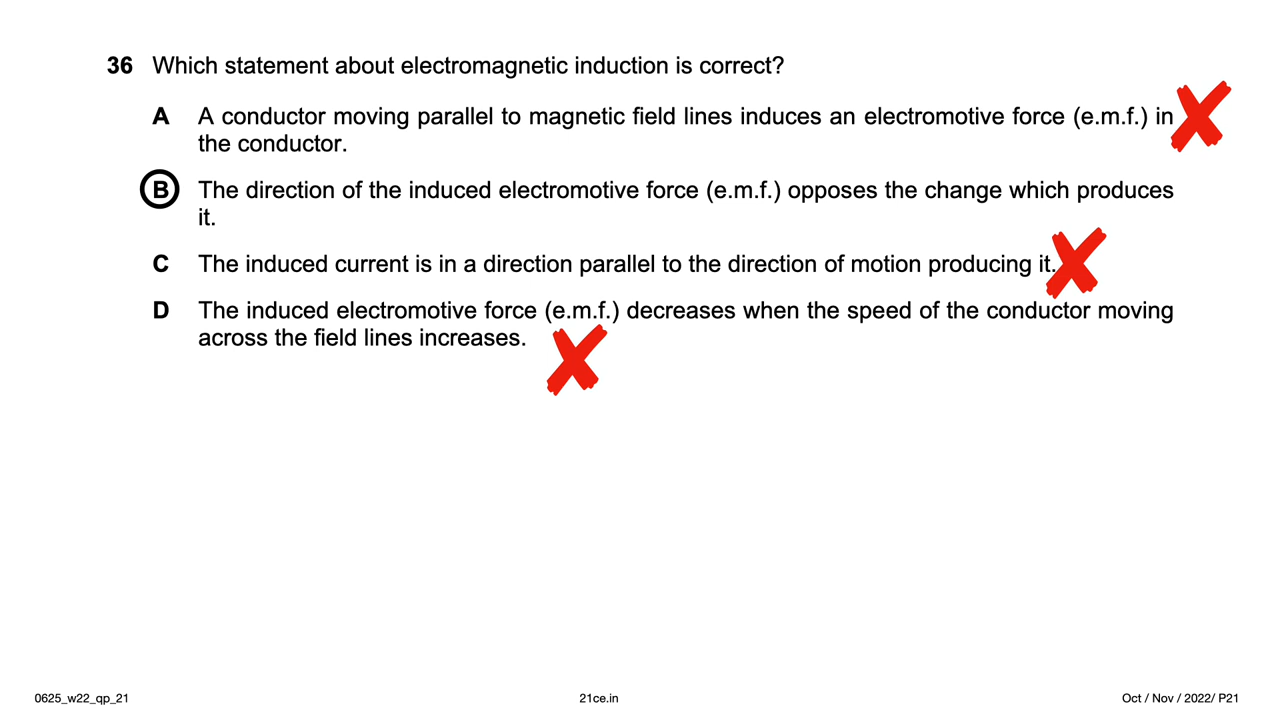 36 Which statement about electromagnetic induction is correct?
A A conductor moving parallel to magnetic field lines induces an electromotive force (e.m.f.) in
the conductor.
B The direction of the induced electromotive force (e.m.f.) opposes the change which produces
it.
C The induced current is in a direction parallel to the direction of motion producing it.
D The induced electromotive force (e.m.f.) decreases when the speed of the conductor moving
across the field lines increases.
0625_w22_qp_21 21ce.in Oct / Nov / 2022/ P21